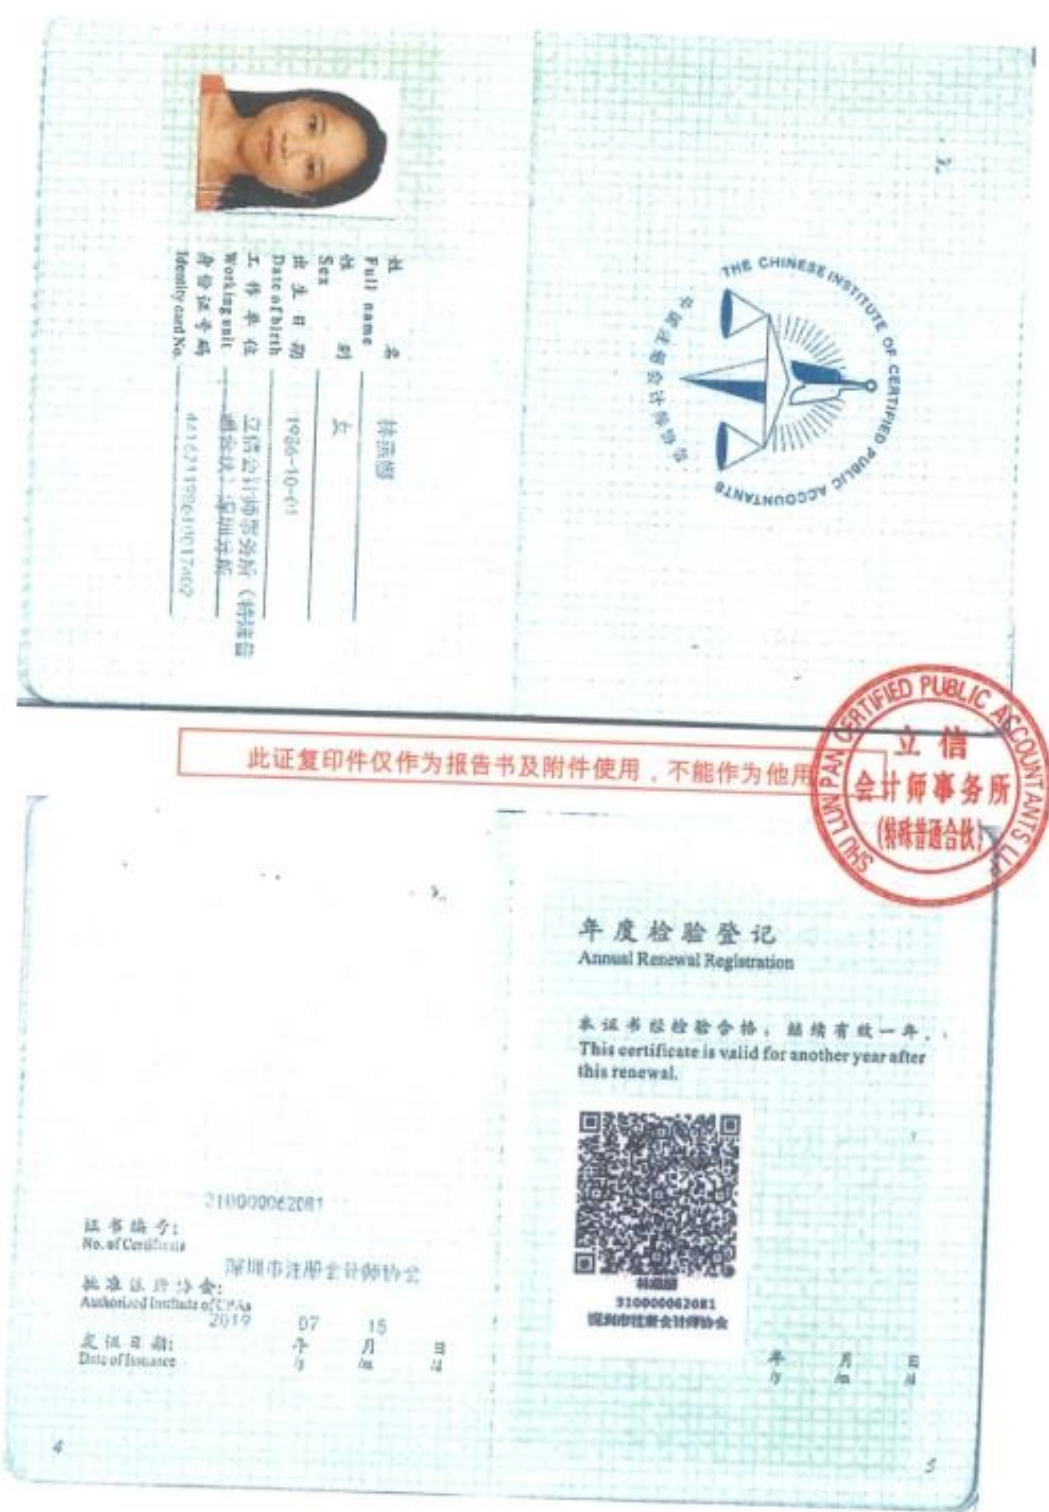 姓 名
Full name
性 别
Sex
女
出 生 日 期
Date of birth
1986-10-01
工 作 单 位
Working unit
立信会计师事务所（特殊普
通合伙）深圳分所
身 份 证 号 码
Identity card No.
THE CHINESE INSTITUTE OF CERTIFIED PUBLIC ACCOUNTANTS
中国注册会计师协会
此证复印件仅作为报告书及附件使用，不能作为他用
SHU LUN PAN CERTIFIED PUBLIC ACCOUNTANTS LLP
立信
会计师事务所
(特殊普通合伙)
310000062081
证书编号:
No. of Certificate
深圳市注册会计师协会
批准注册协会:
Authorized Institute of CPAs
2019 07 15
发证日期: 年 月 日
Date of Issuance /y /m /d
4
年度检验登记
Annual Renewal Registration
本证书经检验合格，继续有效一年。
This certificate is valid for another year after
this renewal.
310000062081
深圳市注册会计师协会
年 月 日
/y /m /d
5